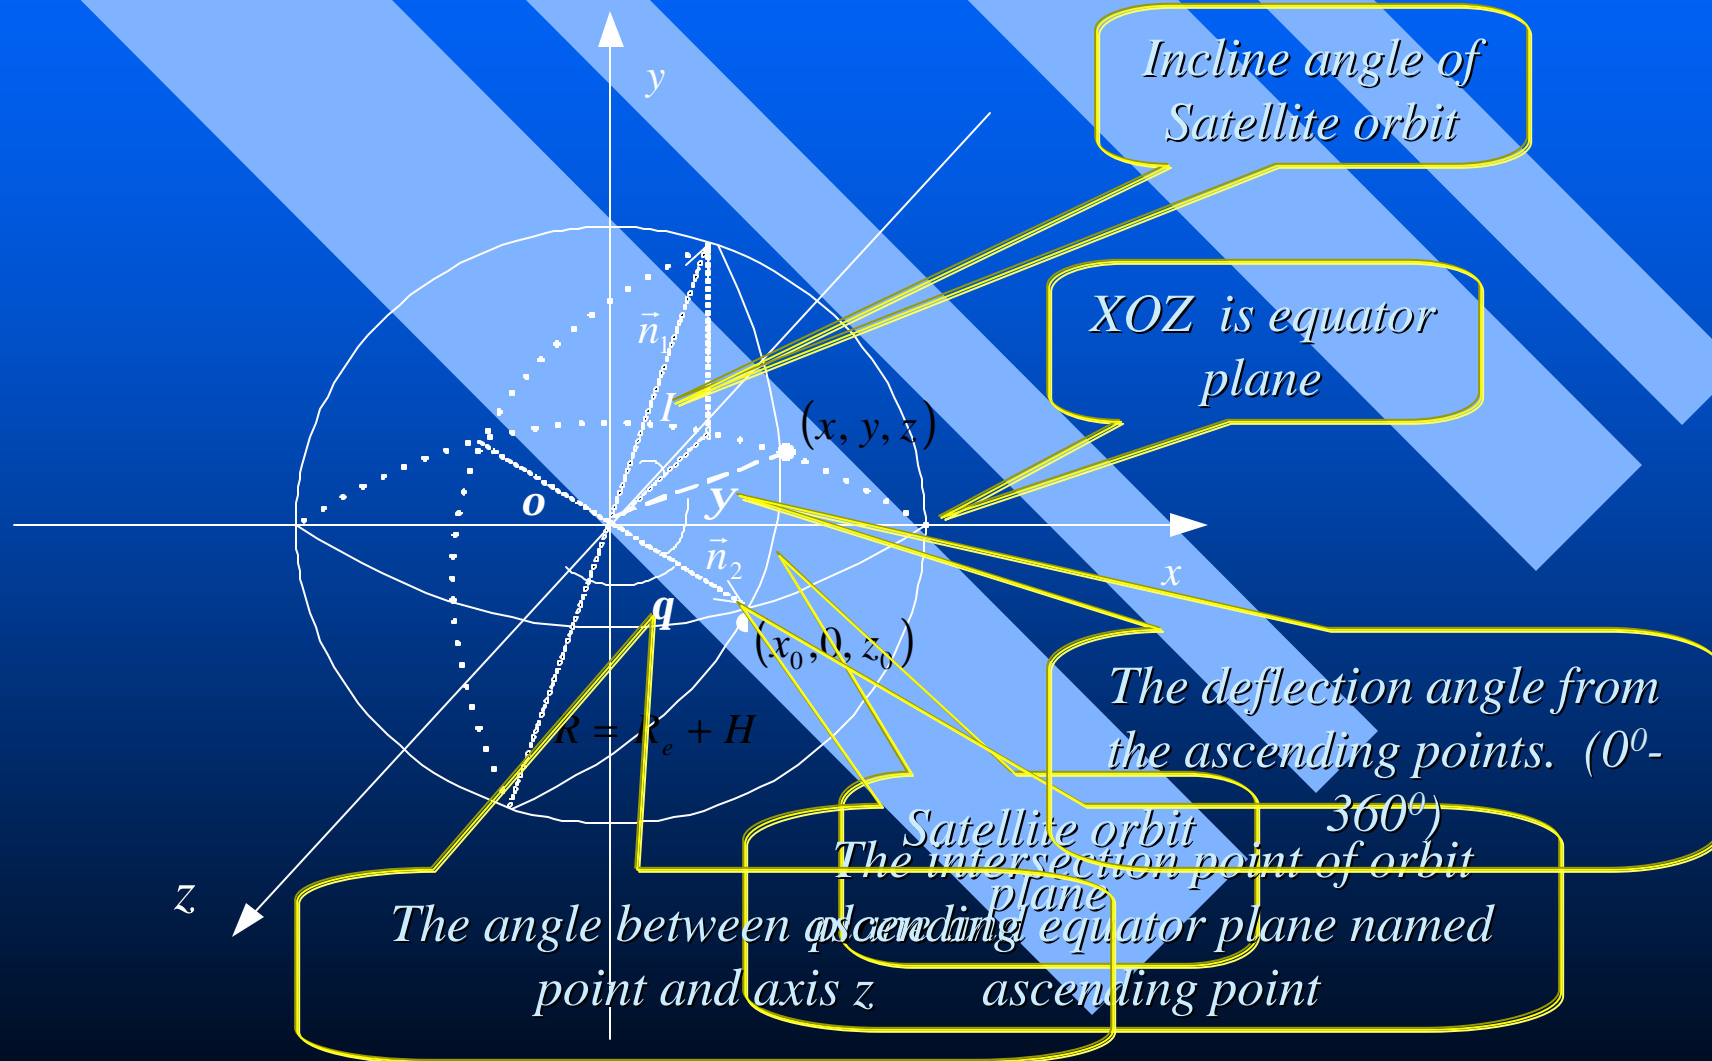 y
Incline angle of
Satellite orbit
XOZ is equator
plane
n⃗₁
I
(x, y, z)
o
y
n⃗₂
x
q
(x₀,0, z₀)
R = Rₑ + H
z
The deflection angle from
the ascending points. (0⁰-
360⁰)
Satellite orbit
plane
The intersection point of orbit
plane and equator plane named
ascending point
The angle between ascending
point and axis z